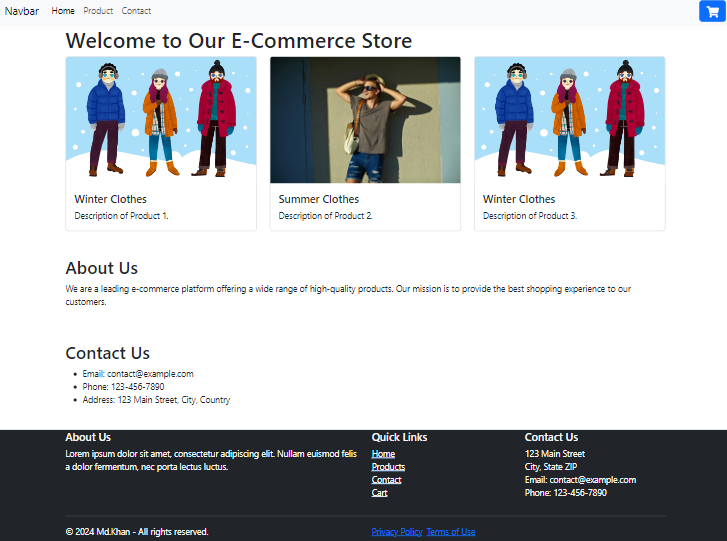 Navbar Home Product Contact
Welcome to Our E-Commerce Store
Winter Clothes
Description of Product 1.
Summer Clothes
Description of Product 2.
Winter Clothes
Description of Product 3.
About Us
We are a leading e-commerce platform offering a wide range of high-quality products. Our mission is to provide the best shopping experience to our
customers.
Contact Us
Email: contact@example.com
Phone: 123-456-7890
Address: 123 Main Street, City, Country
About Us
Lorem ipsum dolor sit amet, consectetur adipiscing elit. Nullam euismod felis
a dolor fermentum, nec porta lectus luctus.
Quick Links
Home
Products
Contact
Cart
Contact Us
123 Main Street
City, State ZIP
Email: contact@example.com
Phone: 123-456-7890
© 2024 Md.Khan - All rights reserved.
Privacy Policy Terms of Use